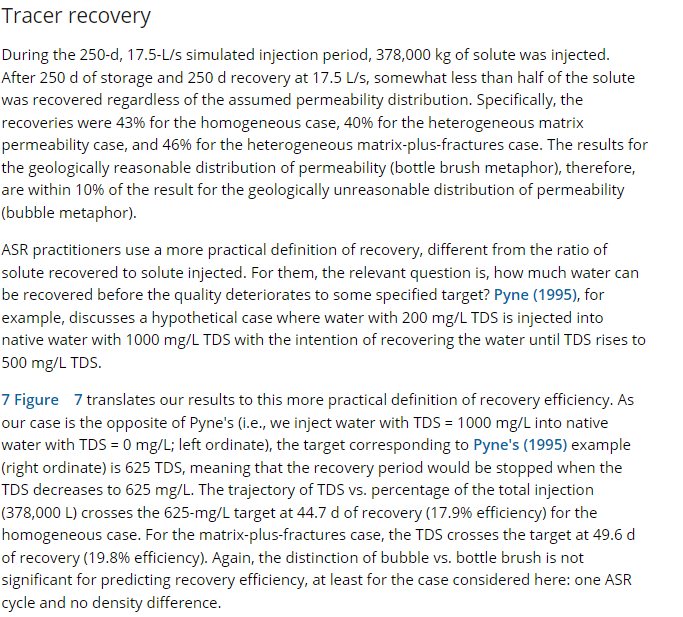 Tracer recovery
During the 250-d, 17.5-L/s simulated injection period, 378,000 kg of solute was injected.
After 250 d of storage and 250 d recovery at 17.5 L/s, somewhat less than half of the solute
was recovered regardless of the assumed permeability distribution. Specifically, the
recoveries were 43% for the homogeneous case, 40% for the heterogeneous matrix
permeability case, and 46% for the heterogeneous matrix-plus-fractures case. The results for
the geologically reasonable distribution of permeability (bottle brush metaphor), therefore,
are within 10% of the result for the geologically unreasonable distribution of permeability
(bubble metaphor).
ASR practitioners use a more practical definition of recovery, different from the ratio of
solute recovered to solute injected. For them, the relevant question is, how much water can
be recovered before the quality deteriorates to some specified target? Pyne (1995), for
example, discusses a hypothetical case where water with 200 mg/L TDS is injected into
native water with 1000 mg/L TDS with the intention of recovering the water until TDS rises to
500 mg/L TDS.
7 Figure 7 translates our results to this more practical definition of recovery efficiency. As
our case is the opposite of Pyne's (i.e., we inject water with TDS = 1000 mg/L into native
water with TDS = 0 mg/L; left ordinate), the target corresponding to Pyne's (1995) example
(right ordinate) is 625 TDS, meaning that the recovery period would be stopped when the
TDS decreases to 625 mg/L. The trajectory of TDS vs. percentage of the total injection
(378,000 L) crosses the 625-mg/L target at 44.7 d of recovery (17.9% efficiency) for the
homogeneous case. For the matrix-plus-fractures case, the TDS crosses the target at 49.6 d
of recovery (19.8% efficiency). Again, the distinction of bubble vs. bottle brush is not
significant for predicting recovery efficiency, at least for the case considered here: one ASR
cycle and no density difference.